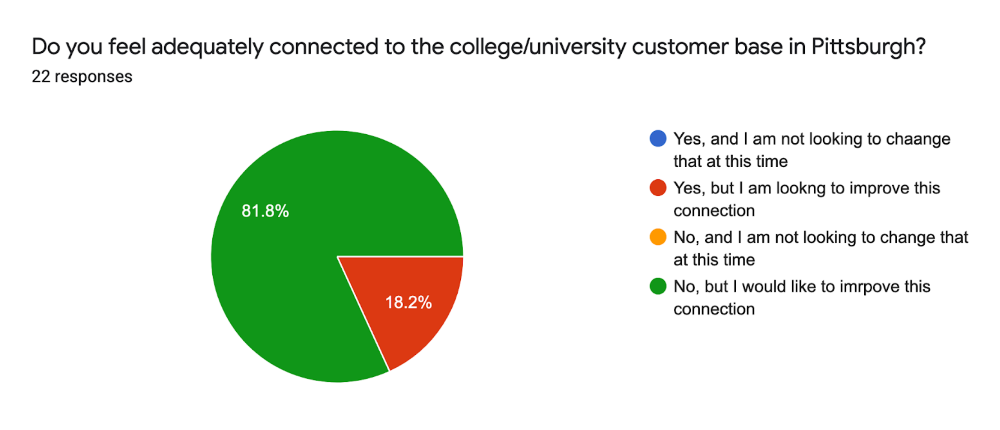 Do you feel adequately connected to the college/university customer base in Pittsburgh?
22 responses
81.8%
18.2%
Yes, and I am not looking to chaange
that at this time
Yes, but I am lookng to improve this
connection
No, and I am not looking to change that
at this time
No, but I would like to imrpove this
connection